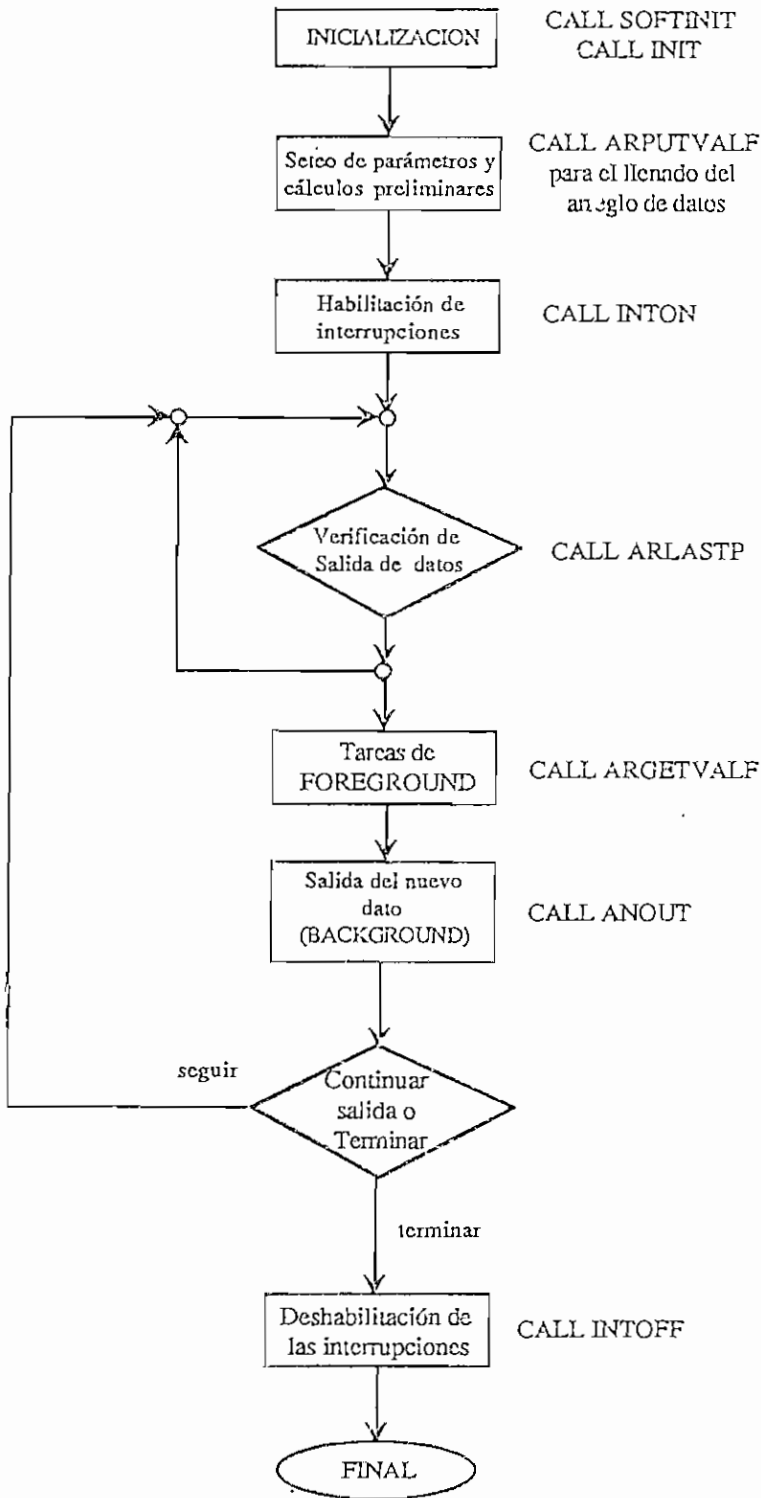 INICIALIZACION
CALL SOFTINIT
CALL INIT
Seteo de parámetros y
cálculos preliminares
CALL ARPUTVALF
para el llenado del
arreglo de datos
Habilitación de
interrupciones
CALL INTON
Verificación de
Salida de datos
CALL ARLASTP
Tareas de
FOREGROUND
CALL ARGETVALF
Salida del nuevo
dato
(BACKGROUND)
CALL ANOUT
seguir
Continuar
salida o
Terminar
terminar
Deshabilitación de
las interrupciones
CALL INTOFF
FINAL